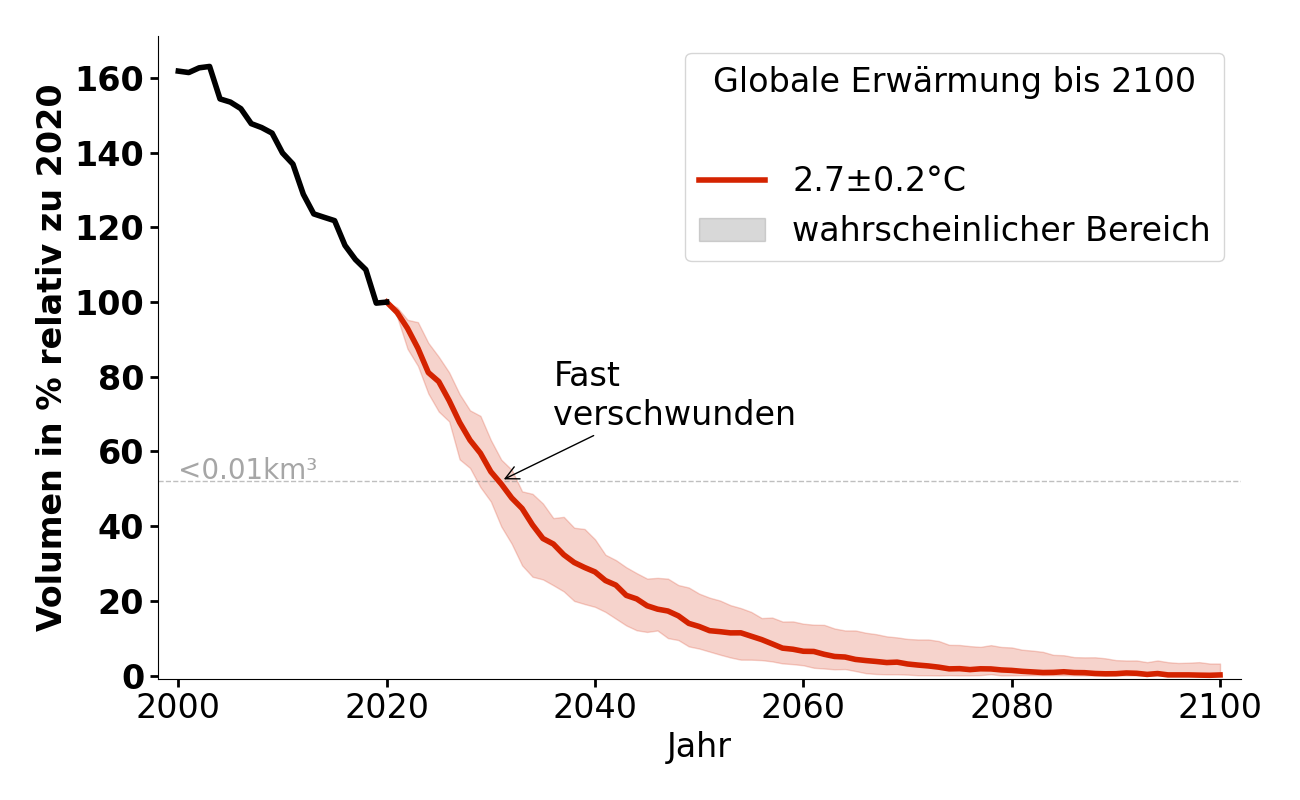 Volumen in % relativ zu 2020
160
140
120
100
80
60
40
20
0
Globale Erwärmung bis 2100
2.7±0.2°C
wahrscheinlicher Bereich
Fast
verschwunden
<0.01km³
2000 2020 2040 2060 2080 2100
Jahr